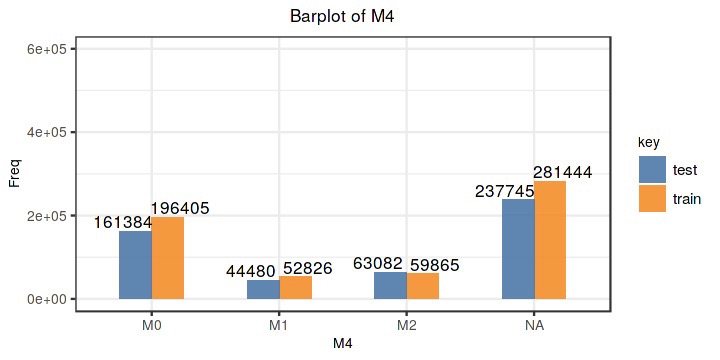 Barplot of M4
6e+05
4e+05
2e+05
0e+00
Freq
161384 196405
44480 52826
63082 59865
237745 281444
M0 M1 M2 NA
M4
key
test
train